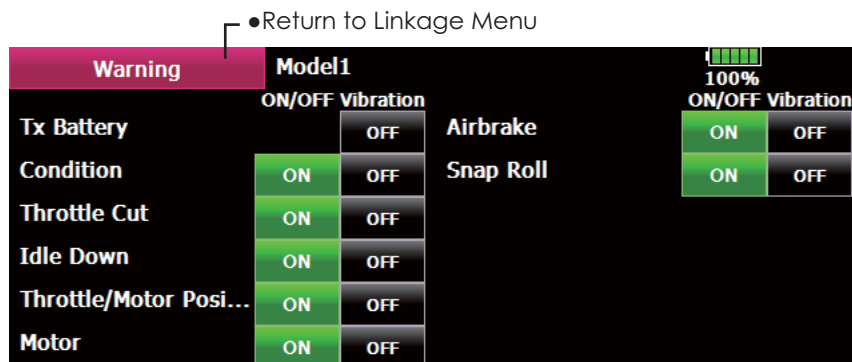 ●Return to Linkage Menu
Warning Model1 100%
ON/OFF Vibration ON/OFF Vibration
Tx Battery OFF Airbrake ON OFF
Condition ON OFF Snap Roll ON OFF
Throttle Cut ON OFF
Idle Down ON OFF
Throttle/Motor Posi... ON OFF
Motor ON OFF